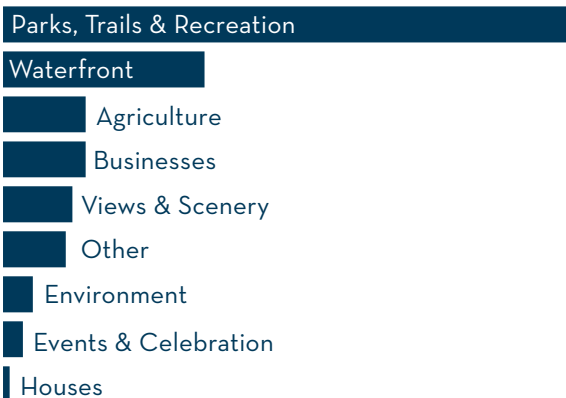 Parks, Trails & Recreation
Waterfront
Agriculture
Businesses
Views & Scenery
Other
Environment
Events & Celebration
Houses